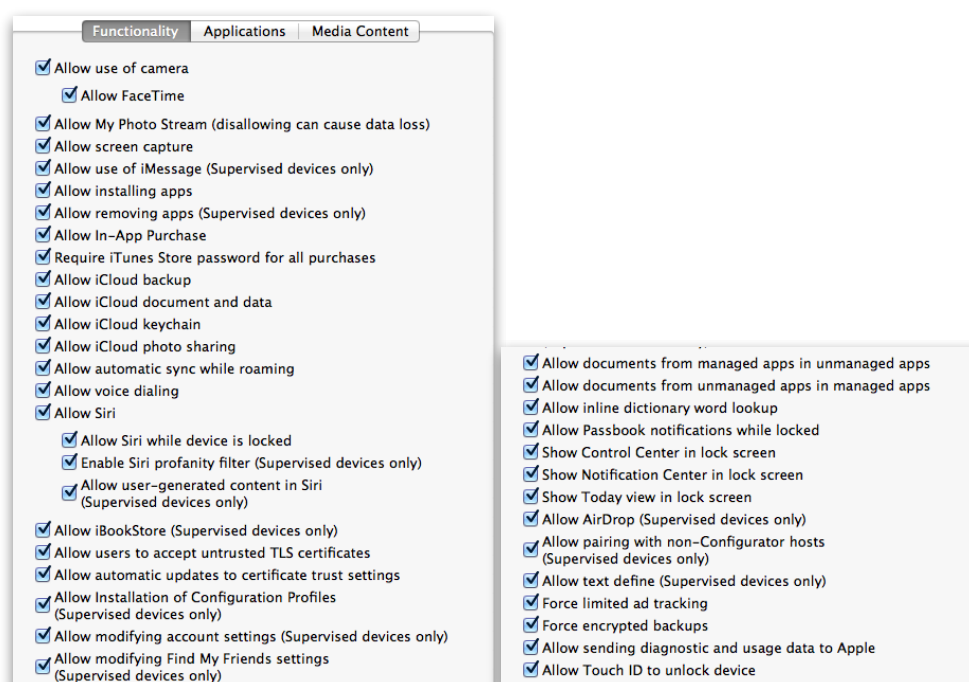 Functionality Applications Media Content
Allow use of camera
Allow FaceTime
Allow My Photo Stream (disallowing can cause data loss)
Allow screen capture
Allow use of iMessage (Supervised devices only)
Allow installing apps
Allow removing apps (Supervised devices only)
Allow In-App Purchase
Require iTunes Store password for all purchases
Allow iCloud backup
Allow iCloud document and data
Allow iCloud keychain
Allow iCloud photo sharing
Allow automatic sync while roaming
Allow voice dialing
Allow Siri
Allow Siri while device is locked
Enable Siri profanity filter (Supervised devices only)
Allow user-generated content in Siri
(Supervised devices only)
Allow iBookStore (Supervised devices only)
Allow users to accept untrusted TLS certificates
Allow automatic updates to certificate trust settings
Allow Installation of Configuration Profiles
(Supervised devices only)
Allow modifying account settings (Supervised devices only)
Allow modifying Find My Friends settings
(Supervised devices only)
Allow documents from managed apps in unmanaged apps
Allow documents from unmanaged apps in managed apps
Allow inline dictionary word lookup
Allow Passbook notifications while locked
Show Control Center in lock screen
Show Notification Center in lock screen
Show Today view in lock screen
Allow AirDrop (Supervised devices only)
Allow pairing with non-Configurator hosts
(Supervised devices only)
Allow text define (Supervised devices only)
Force limited ad tracking
Force encrypted backups
Allow sending diagnostic and usage data to Apple
Allow Touch ID to unlock device